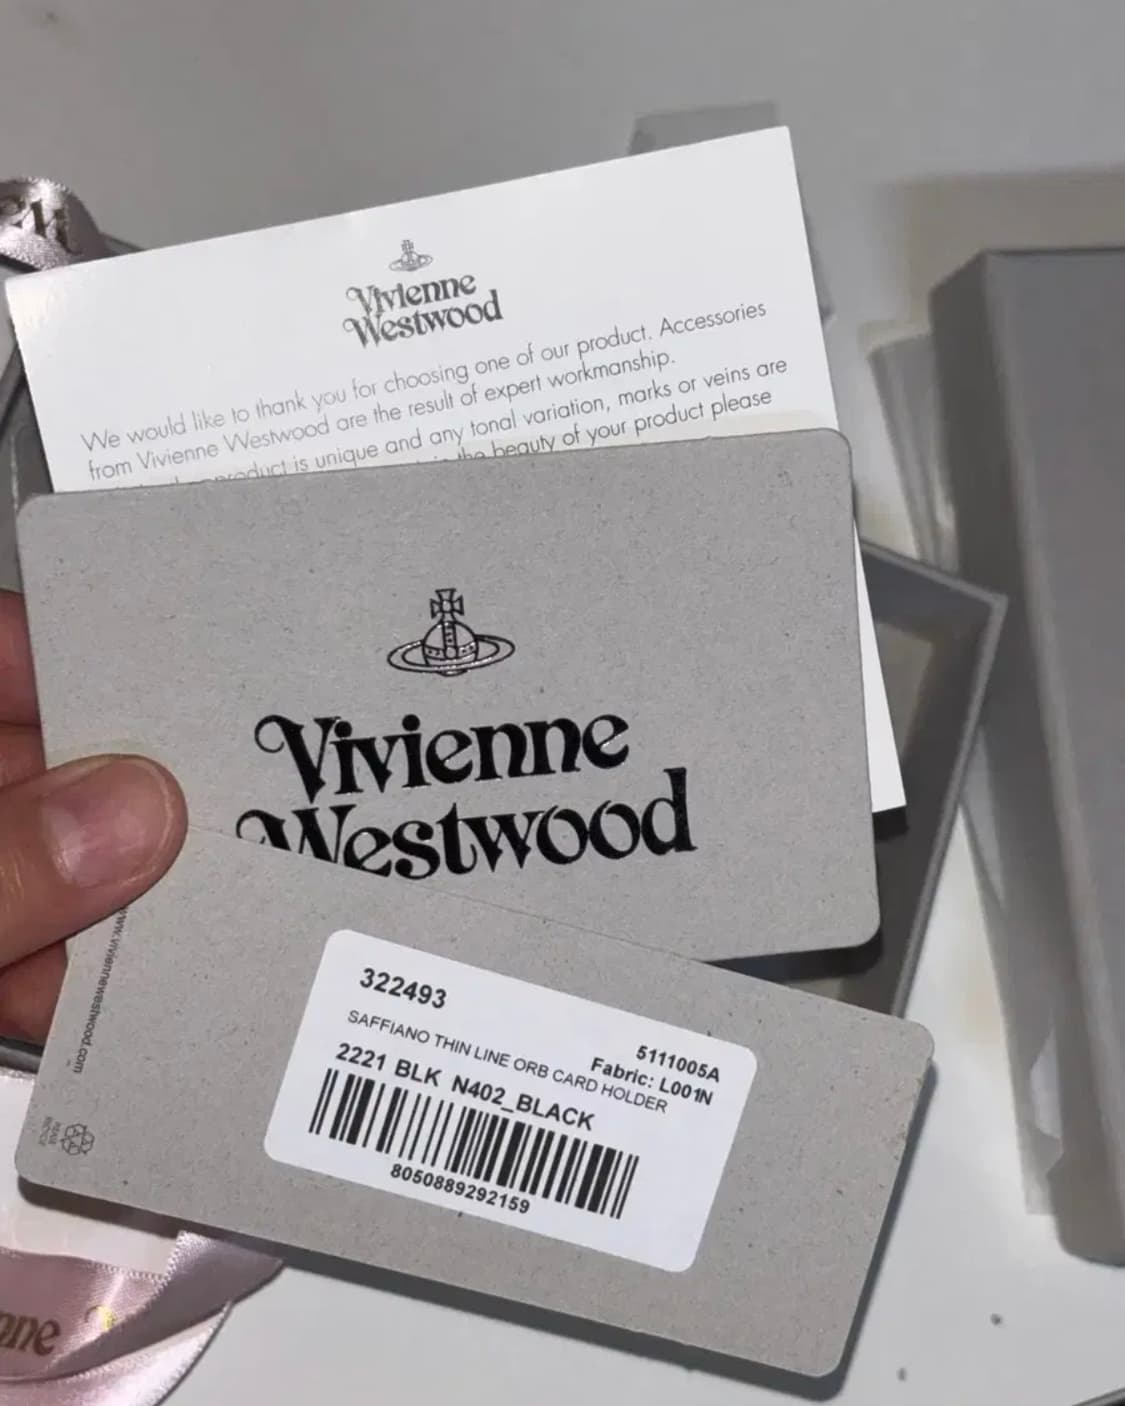 Vivienne
Westwood
We would like to thank you for choosing one of our product. Accessories
from Vivienne Westwood are the result of expert workmanship.
product is unique and any tonal variation, marks or veins are
the beauty of your product please
Vivienne
Westwood
www.viviennewestwood.com
322493
5111005A
Fabric: L001N
SAFFIANO THIN LINE ORB CARD HOLDER
2221 BLK N402_BLACK
8050889292159